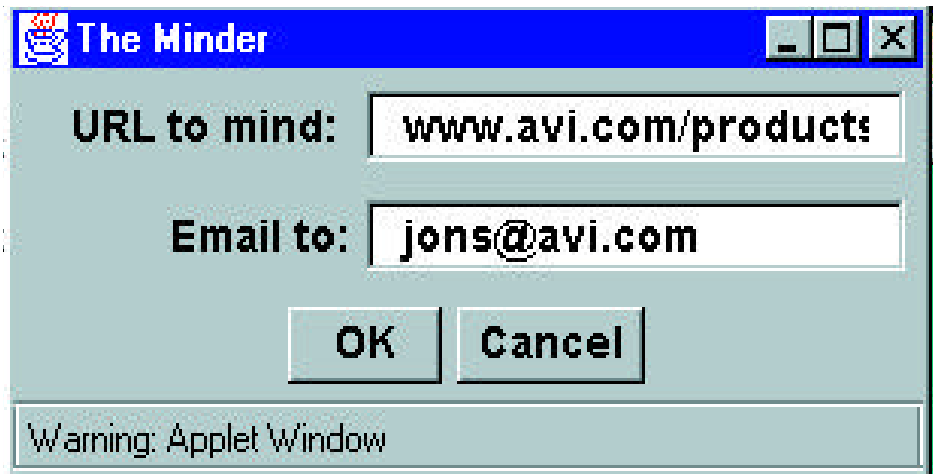 The Minder
URL to mind: www.avi.com/products
Email to: jons@avi.com
OK Cancel
Warning: Applet Window